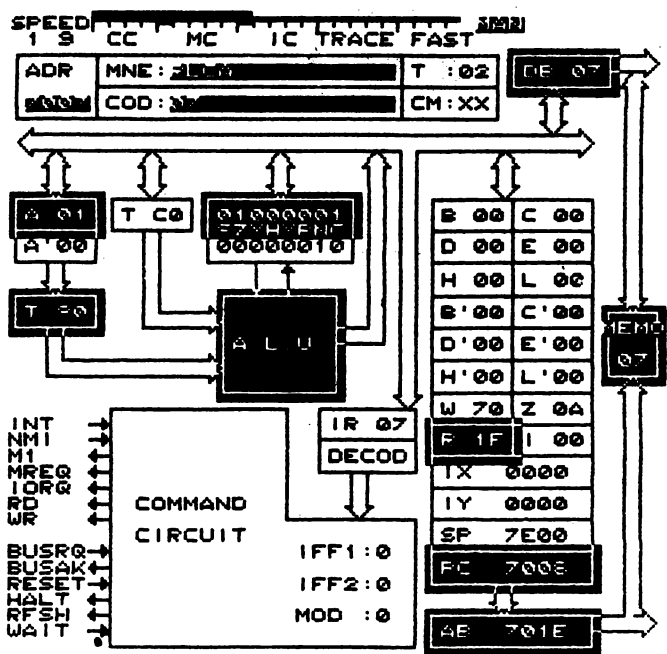 SPEED
1 9 CC MC IC TRACE FAST
ADR MNE: T :02
COD: CM:XX
DB 07
A 01
A'00
T C0
01000001
00000010
ALU
MEMO
07
B 00 C 00
D 00 E 00
H 00 L 00
B'00 C'00
D'00 E'00
H'00 L'00
W 70 Z 0A
R 1F I 00
IX 0000
IY 0000
SP 7E00
PC 7008
AB 701E
IR 07
DECOD
INT
NMI
M1
MREQ
IORQ
RD
WR
BUSRQ
BUSAK
RESET
HALT
RFSH
WAIT
COMMAND
CIRCUIT
IFF1:0
IFF2:0
MOD :0